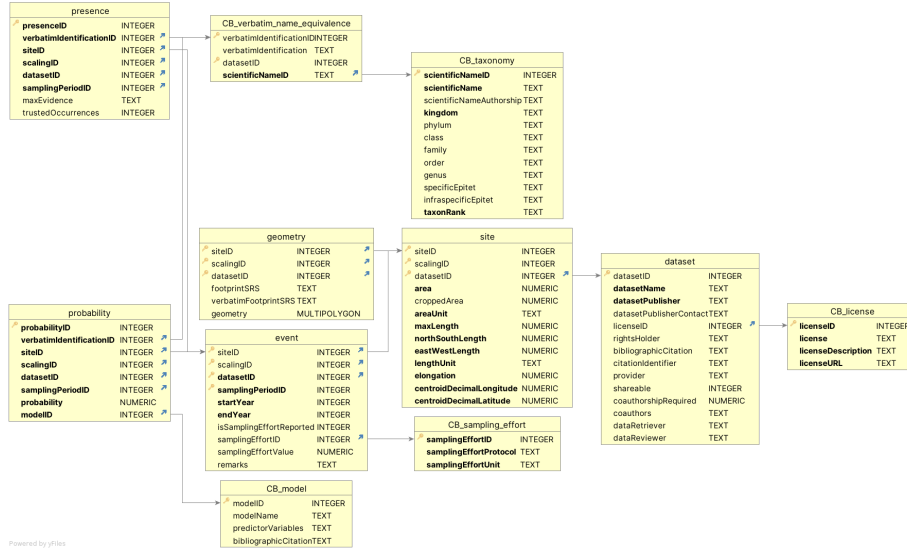 presence
presenceID INTEGER
verbatimIdentificationID INTEGER
siteID INTEGER
scalingID INTEGER
datasetID INTEGER
samplingPeriodID INTEGER
maxEvidence TEXT
trustedOccurrences INTEGER
CB_verbatim_name_equivalence
verbatimIdentificationIDINTEGER
verbatimIdentification TEXT
datasetID INTEGER
scientificNameID TEXT
CB_taxonomy
scientificNameID INTEGER
scientificName TEXT
scientificNameAuthorship TEXT
kingdom TEXT
phylum TEXT
class TEXT
family TEXT
order TEXT
genus TEXT
specificEpitet TEXT
infraspecificEpitet TEXT
taxonRank TEXT
geometry
siteID INTEGER
scalingID INTEGER
datasetID INTEGER
footprintSRS TEXT
verbatimFootprintSRS TEXT
geometry MULTIPOLYGON
site
siteID INTEGER
scalingID INTEGER
datasetID INTEGER
area NUMERIC
croppedArea NUMERIC
areaUnit TEXT
maxLength NUMERIC
northSouthLength NUMERIC
eastWestLength NUMERIC
lengthUnit TEXT
elongation NUMERIC
centroidDecimalLongitude NUMERIC
centroidDecimalLatitude NUMERIC
dataset
datasetID INTEGER
datasetName TEXT
datasetPublisher TEXT
datasetPublisherContactTEXT
licenseID INTEGER
rightsHolder TEXT
bibliographicCitation TEXT
citationIdentifier TEXT
provider TEXT
shareable INTEGER
coauthorshipRequired NUMERIC
coauthors TEXT
dataRetriever TEXT
dataReviewer TEXT
CB_license
licenseID INTEGER
license TEXT
licenseDescription TEXT
licenseURL TEXT
probability
probabilityID INTEGER
verbatimIdentificationID INTEGER
siteID INTEGER
scalingID INTEGER
datasetID INTEGER
samplingPeriodID INTEGER
probability NUMERIC
modelID INTEGER
event
siteID INTEGER
scalingID INTEGER
datasetID INTEGER
samplingPeriodID INTEGER
startYear INTEGER
endYear INTEGER
isSamplingEffortReported INTEGER
samplingEffortID INTEGER
samplingEffortValue NUMERIC
remarks TEXT
CB_sampling_effort
samplingEffortID INTEGER
samplingEffortProtocol TEXT
samplingEffortUnit TEXT
CB_model
modelID INTEGER
modelName TEXT
predictorVariables TEXT
bibliographicCitationTEXT
Powered by yFiles